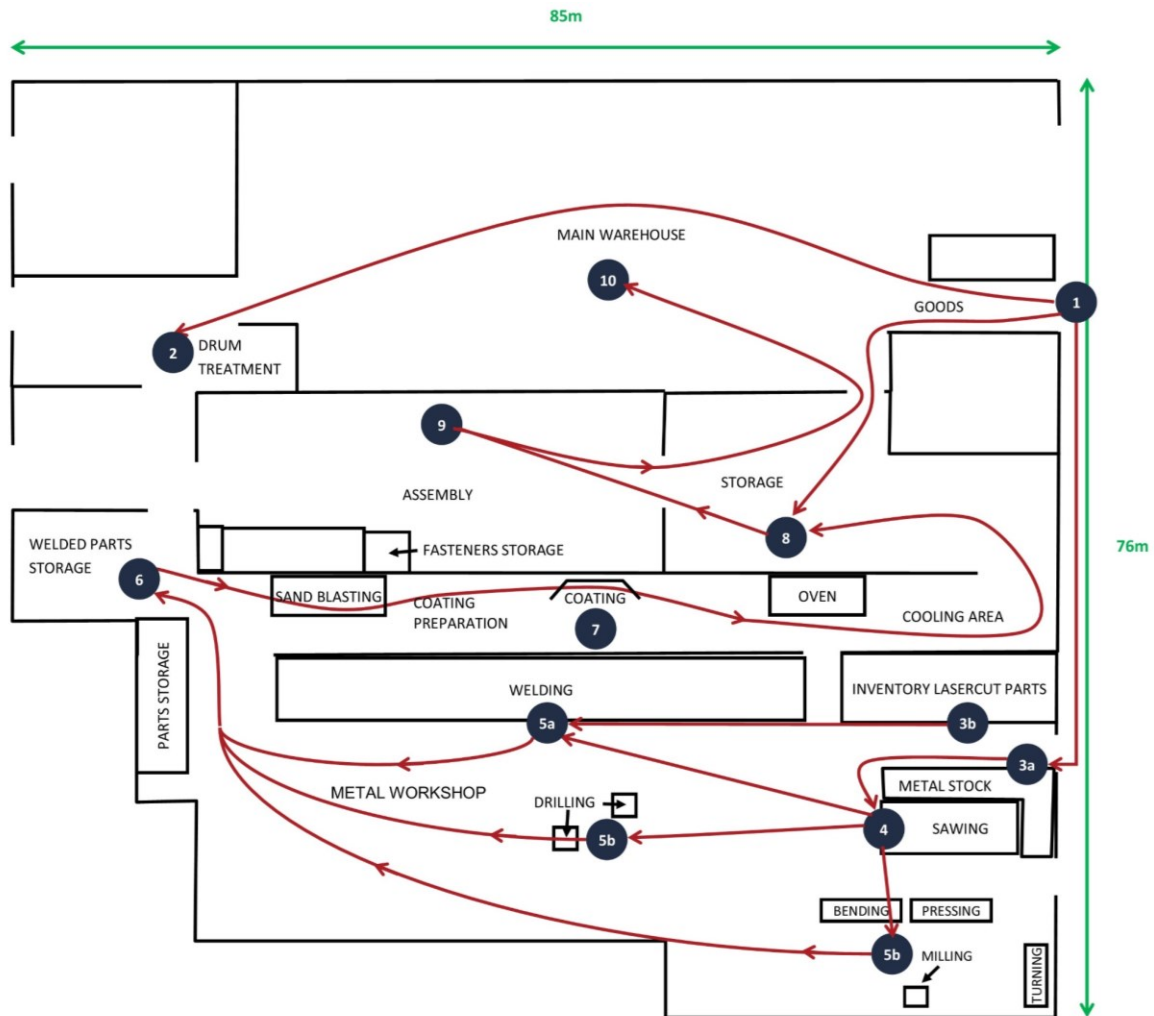 85m
MAIN WAREHOUSE
10
GOODS
1
2
DRUM
TREATMENT
9
STORAGE
ASSEMBLY
8
FASTENERS STORAGE
WELDED PARTS
STORAGE
76m
6
SAND BLASTING
COATING
PREPARATION
COATING
7
OVEN
COOLING AREA
PARTS STORAGE
WELDING
5a
INVENTORY LASERCUT PARTS
3b
3a
METAL STOCK
METAL WORKSHOP
DRILLING
5b
4
SAWING
BENDING
PRESSING
5b
MILLING
TURNING